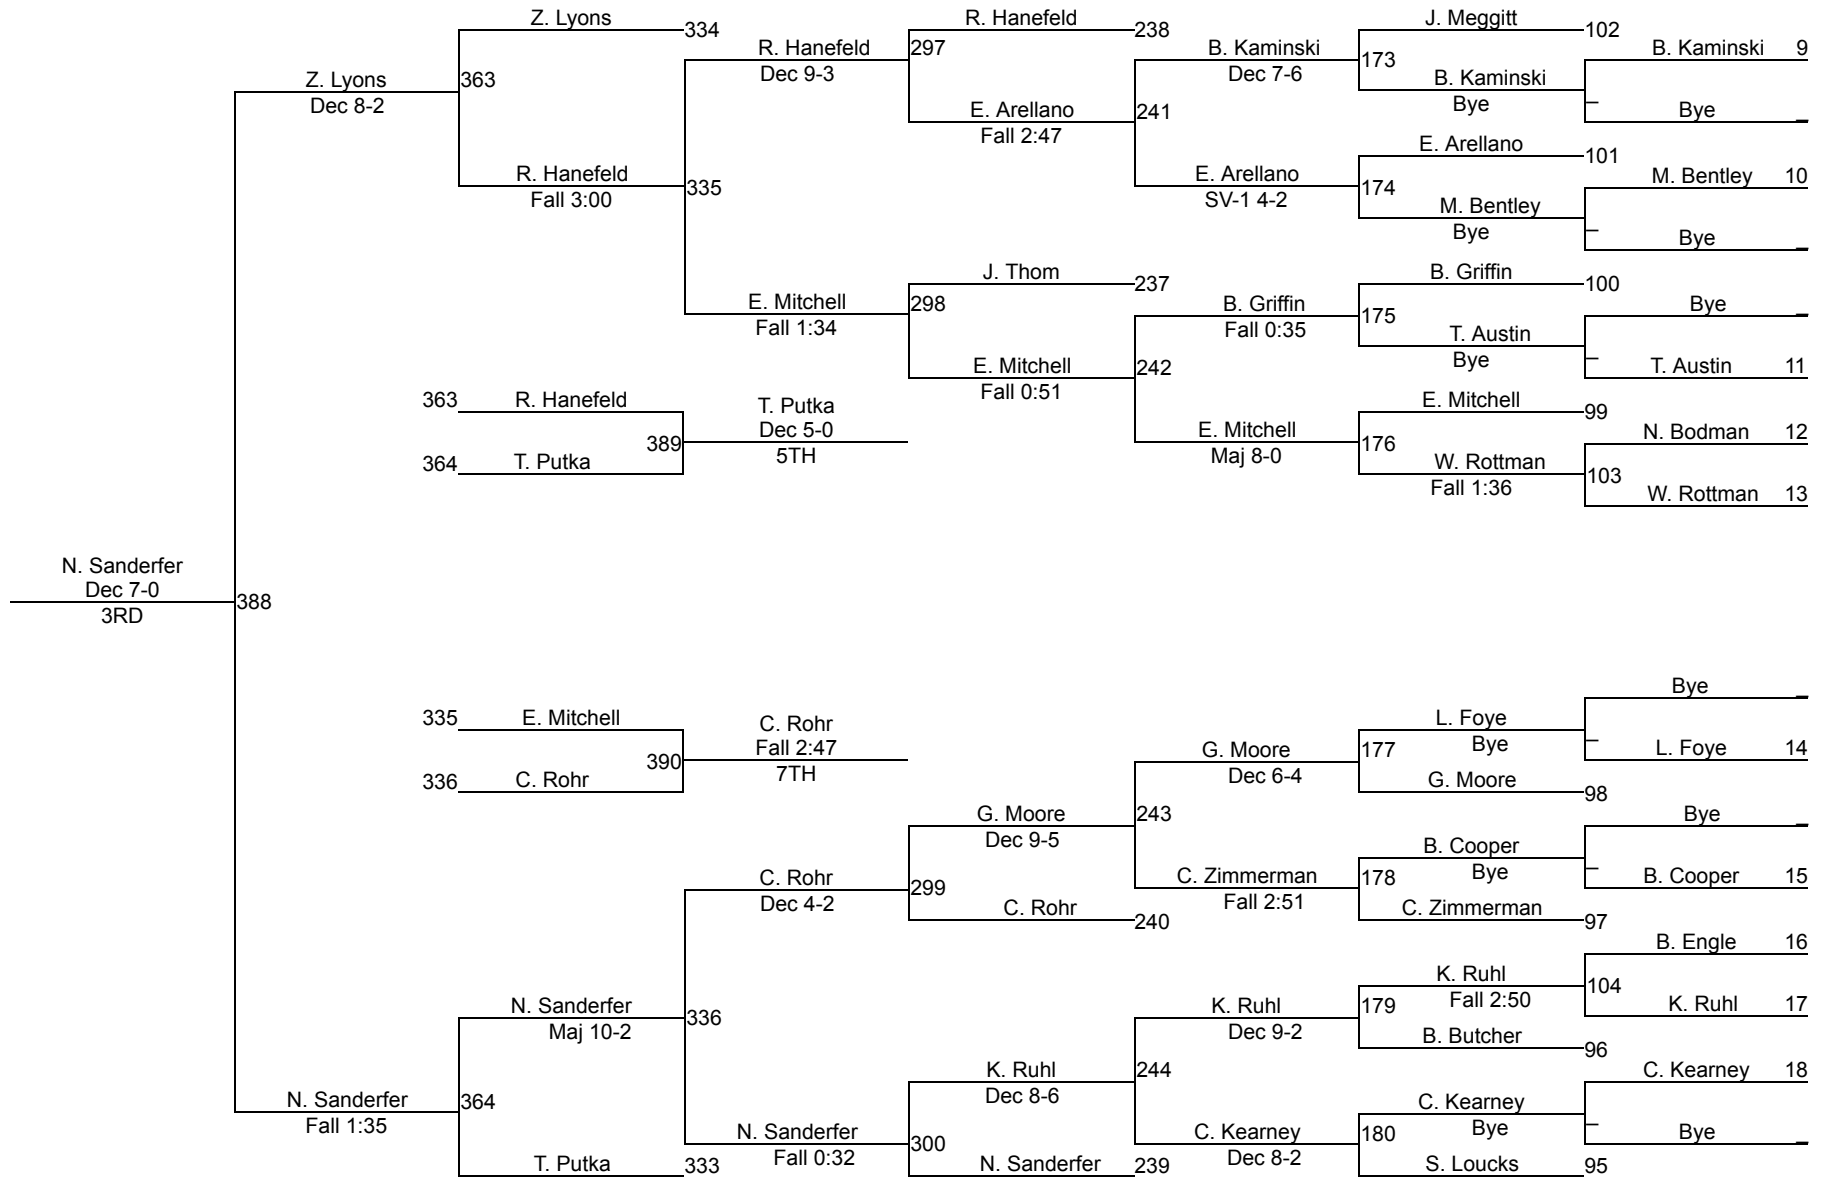 Z. Lyons
334
R. Hanefeld
238
J. Meggitt
102
R. Hanefeld
Dec 9-3
297
B. Kaminski
Dec 7-6
173
B. Kaminski 9
Z. Lyons
Dec 8-2
363
B. Kaminski
Bye
_
E. Arellano
Fall 2:47
241
Bye _
E. Arellano
101
R. Hanefeld
Fall 3:00
335
E. Arellano
SV-1 4-2
174
M. Bentley 10
M. Bentley
Bye
_
Bye _
J. Thom
237
B. Griffin
100
E. Mitchell
Fall 1:34
298
B. Griffin
Fall 0:35
175
Bye _
T. Austin
Bye
_
E. Mitchell
Fall 0:51
242
T. Austin 11
363
R. Hanefeld
389
T. Putka
Dec 5-0
5TH
364
T. Putka
E. Mitchell
99
E. Mitchell
Maj 8-0
176
N. Bodman 12
W. Rottman
Fall 1:36
103
W. Rottman 13
N. Sanderfer
Dec 7-0
3RD
388
Bye _
335
E. Mitchell
390
C. Rohr
Fall 2:47
7TH
336
C. Rohr
L. Foye
Bye
_
L. Foye 14
G. Moore
Dec 6-4
177
G. Moore
98
G. Moore
Dec 9-5
243
Bye _
B. Cooper
Bye
_
C. Rohr
Dec 4-2
299
C. Zimmerman
Fall 2:51
178
B. Cooper 15
C. Rohr
240
C. Zimmerman
97
B. Engle 16
K. Ruhl
Fall 2:50
104
N. Sanderfer
Maj 10-2
336
K. Ruhl
Dec 9-2
179
K. Ruhl 17
B. Butcher
96
K. Ruhl
Dec 8-6
244
C. Kearney 18
N. Sanderfer
Fall 1:35
364
C. Kearney
Bye
_
N. Sanderfer
Fall 0:32
300
C. Kearney
Dec 8-2
180
Bye _
T. Putka
333
N. Sanderfer
239
S. Loucks
95